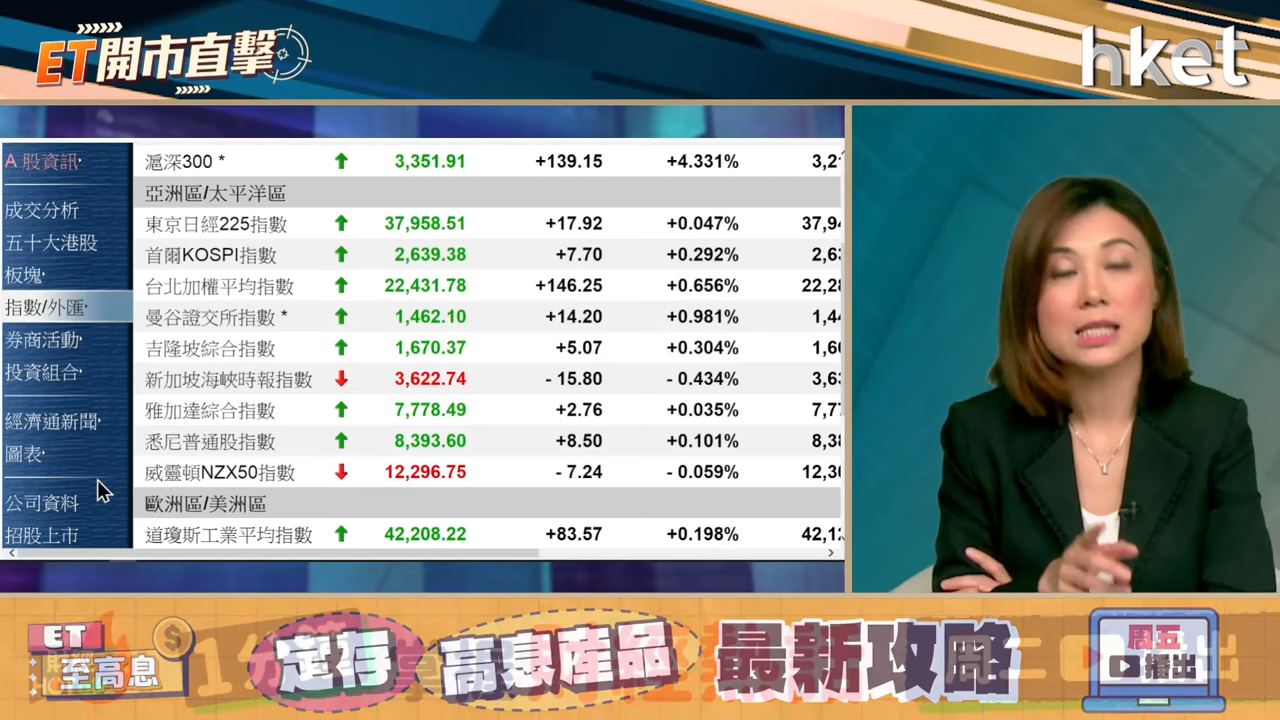 ET開市直擊
hket
A 股資訊
成交分析
五十大港股
板塊
指數/外匯
券商活動
投資組合
經濟通新聞
圖表
公司資料
招股上市
滬深300 * 3,351.91 +139.15 +4.331%
亞洲區/太平洋區
東京日經225指數 37,958.51 +17.92 +0.047%
首爾KOSPI指數 2,639.38 +7.70 +0.292%
台北加權平均指數 22,431.78 +146.25 +0.656%
曼谷證交所指數 * 1,462.10 +14.20 +0.981%
吉隆坡綜合指數 1,670.37 +5.07 +0.304%
新加坡海峽時報指數 3,622.74 - 15.80 - 0.434%
雅加達綜合指數 7,778.49 +2.76 +0.035%
悉尼普通股指數 8,393.60 +8.50 +0.101%
威靈頓NZX50指數 12,296.75 - 7.24 - 0.059%
歐洲區/美洲區
道瓊斯工業平均指數 42,208.22 +83.57 +0.198%
ET
至高息
定存
高息産品
最新攻略
周五
播出